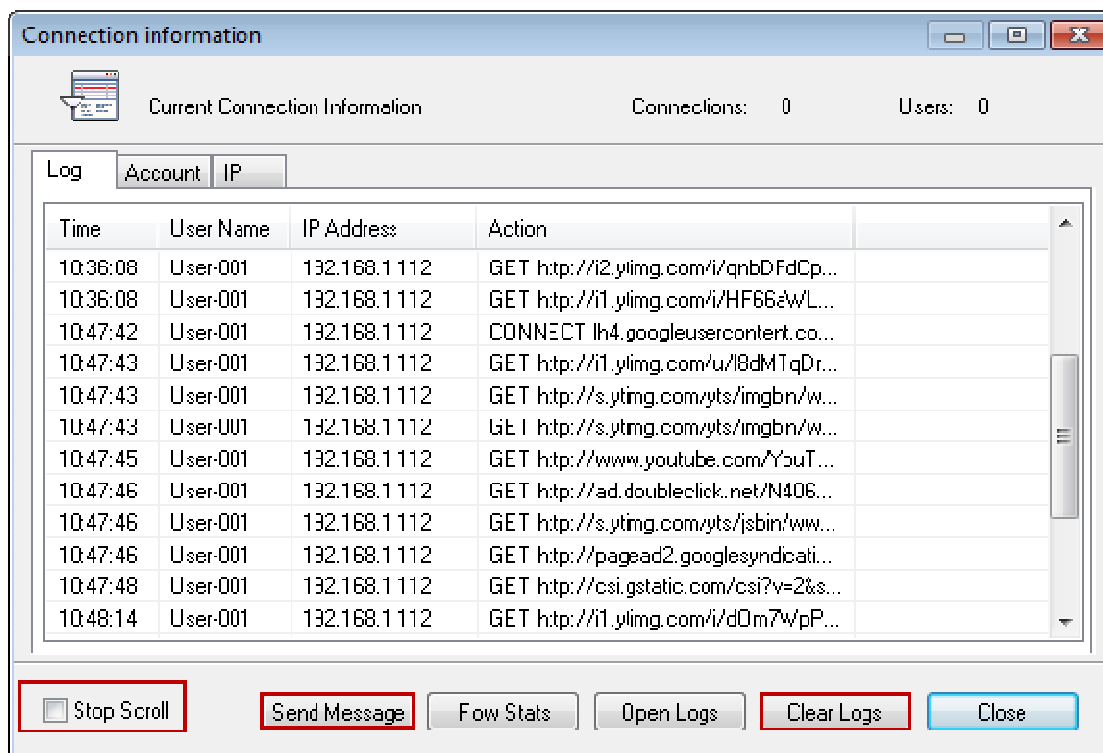 Connection information
Current Connection Information Connections: 0 Users: 0
Log Account IP
Time User Name IP Address Action
10:36:08 User-001 192.168.1.112 GET http://i2.ytimg.com/i/qnbDFdCp...
10:36:08 User-001 192.168.1.112 GET http://i1.ytimg.com/i/HF66aWL...
10:47:42 User-001 192.168.1.112 CONNECT lh4.googleusercontent.co...
10:47:43 User-001 192.168.1.112 GET http://i1.ytimg.com/u/l8dMTqDr...
10:47:43 User-001 192.168.1.112 GET http://s.ytimg.com/yts/imgbin/w...
10:47:43 User-001 192.168.1.112 GET http://s.ytimg.com/yts/imgbin/w...
10:47:45 User-001 192.168.1.112 GET http://www.youtube.com/YouT...
10:47:46 User-001 192.168.1.112 GET http://ad.doubleclick.net/N406...
10:47:46 User-001 192.168.1.112 GET http://s.ytimg.com/yts/jsbin/ww...
10:47:46 User-001 192.168.1.112 GET http://pagead2.googlesyndicati...
10:47:48 User-001 192.168.1.112 GET http://csi.gstatic.com/csi?v=2&s...
10:48:14 User-001 192.168.1.112 GET http://i1.ytimg.com/i/dOm7WpP...
Stop Scroll Send Message Fow Stats Open Logs Clear Logs Close